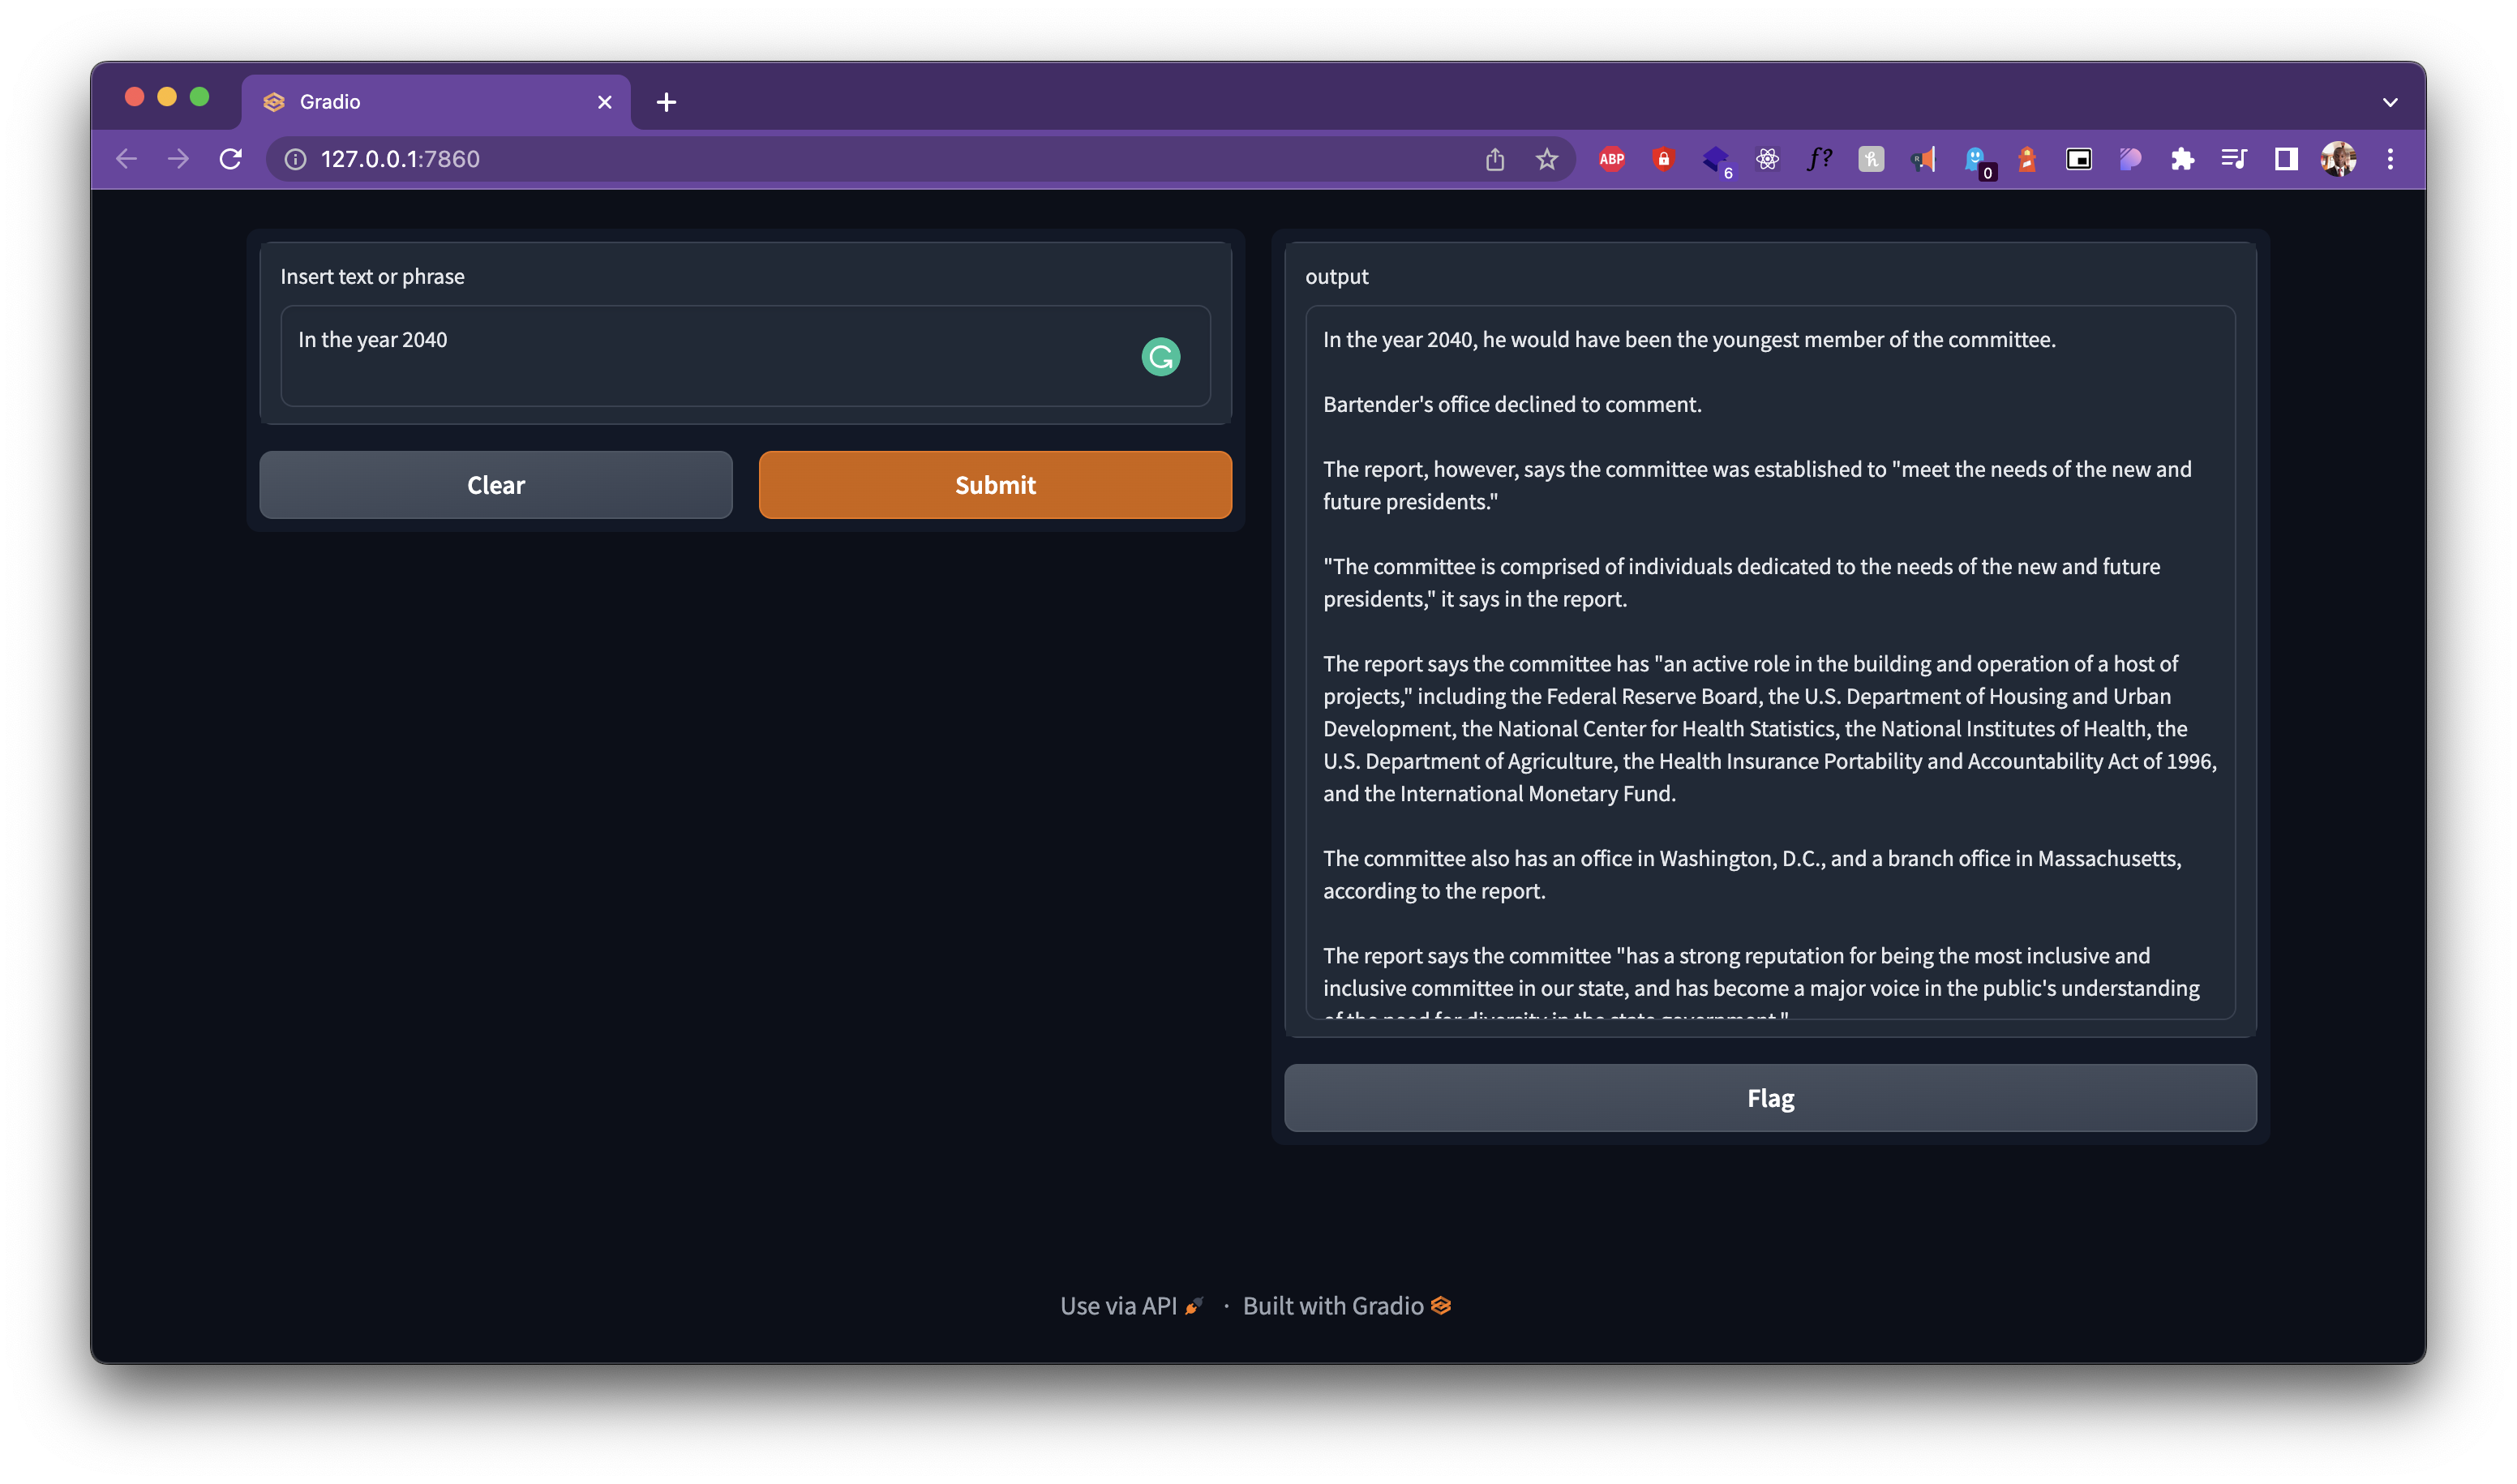 Gradio
127.0.0.1:7860
ABP
6
f?
h
0
Insert text or phrase
In the year 2040
Clear
Submit
output
In the year 2040, he would have been the youngest member of the committee.
Bartender's office declined to comment.
The report, however, says the committee was established to "meet the needs of the new and
future presidents."
"The committee is comprised of individuals dedicated to the needs of the new and future
presidents," it says in the report.
The report says the committee has "an active role in the building and operation of a host of
projects," including the Federal Reserve Board, the U.S. Department of Housing and Urban
Development, the National Center for Health Statistics, the National Institutes of Health, the
U.S. Department of Agriculture, the Health Insurance Portability and Accountability Act of 1996,
and the International Monetary Fund.
The committee also has an office in Washington, D.C., and a branch office in Massachusetts,
according to the report.
The report says the committee "has a strong reputation for being the most inclusive and
inclusive committee in our state, and has become a major voice in the public's understanding
of the need for diversity in the state government."
Flag
Use via API · Built with Gradio